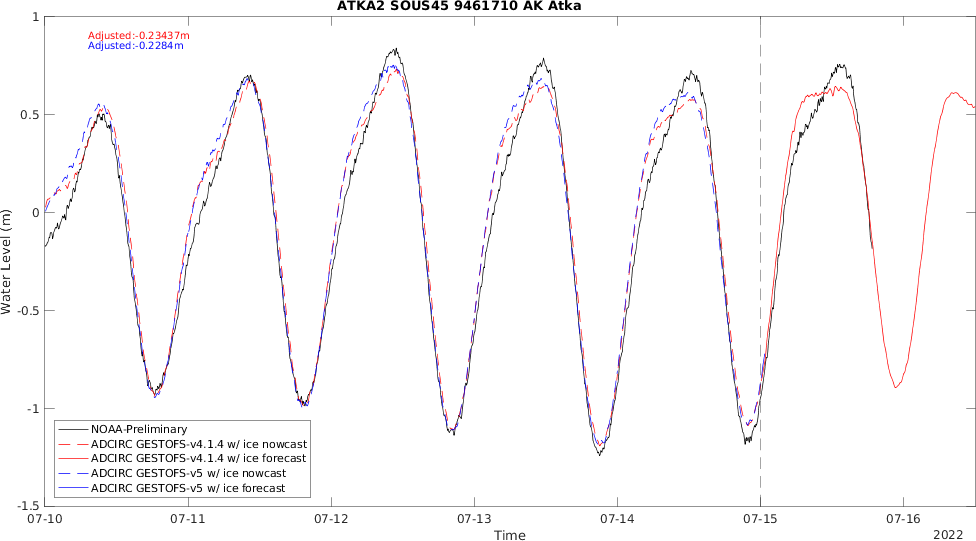 ATKA2 SOUS45 9461710 AK Atka
Adjusted:-0.23437m
Adjusted:-0.2284m
1
0.5
0
-0.5
-1
-1.5
Water Level (m)
NOAA-Preliminary
ADCIRC GESTOFS-v4.1.4 w/ ice nowcast
ADCIRC GESTOFS-v4.1.4 w/ ice forecast
ADCIRC GESTOFS-v5 w/ ice nowcast
ADCIRC GESTOFS-v5 w/ ice forecast
07-10 07-11 07-12 07-13 07-14 07-15 07-16
Time
2022